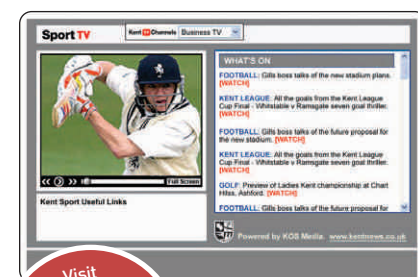 Sport TV
Kent TV Channels Business TV
WHAT'S ON
FOOTBALL: Gills boss talks of the new stadium plans.
[WATCH]
KENT LEAGUE: All the goals from the Kent League
Cup Final - Whitstable v Ramsgate seven goal thriller.
[WATCH]
FOOTBALL: Gills boss talks of the future proposal for
the new stadium. [WATCH]
KENT LEAGUE: All the goals from the Kent League
Cup Final - Whitstable v Ramsgate seven goal thriller.
[WATCH]
GOLF: Preview of Ladies Kent championship at Chart
Hills, Ashford. [WATCH]
FOOTBALL: Gills boss talks of the future proposal for
Full Screen
Kent Sport Useful Links
Powered by KOS Media. www.kentnews.co.uk
Visit